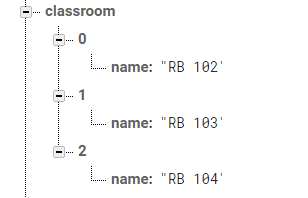 classroom
0
name: "RB 102"
1
name: "RB 103"
2
name: "RB 104"